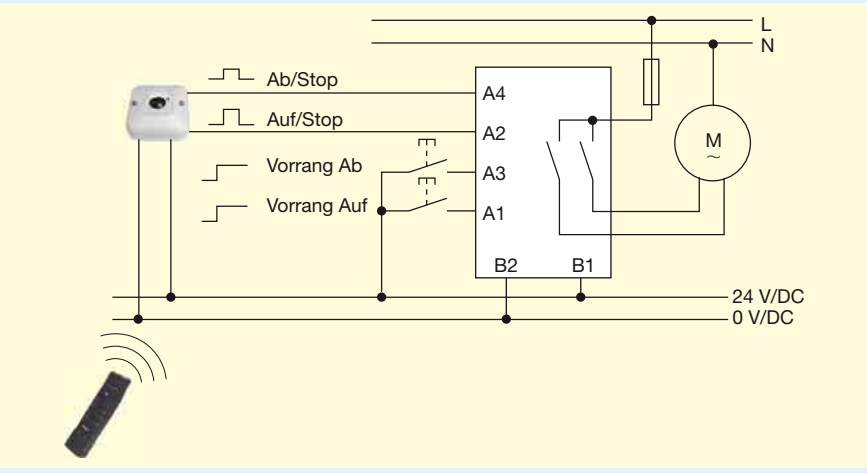 L
N
Ab/Stop
A4
Auf/Stop
A2
M
~
Vorrang Ab
A3
Vorrang Auf
A1
B2 B1
24 V/DC
0 V/DC